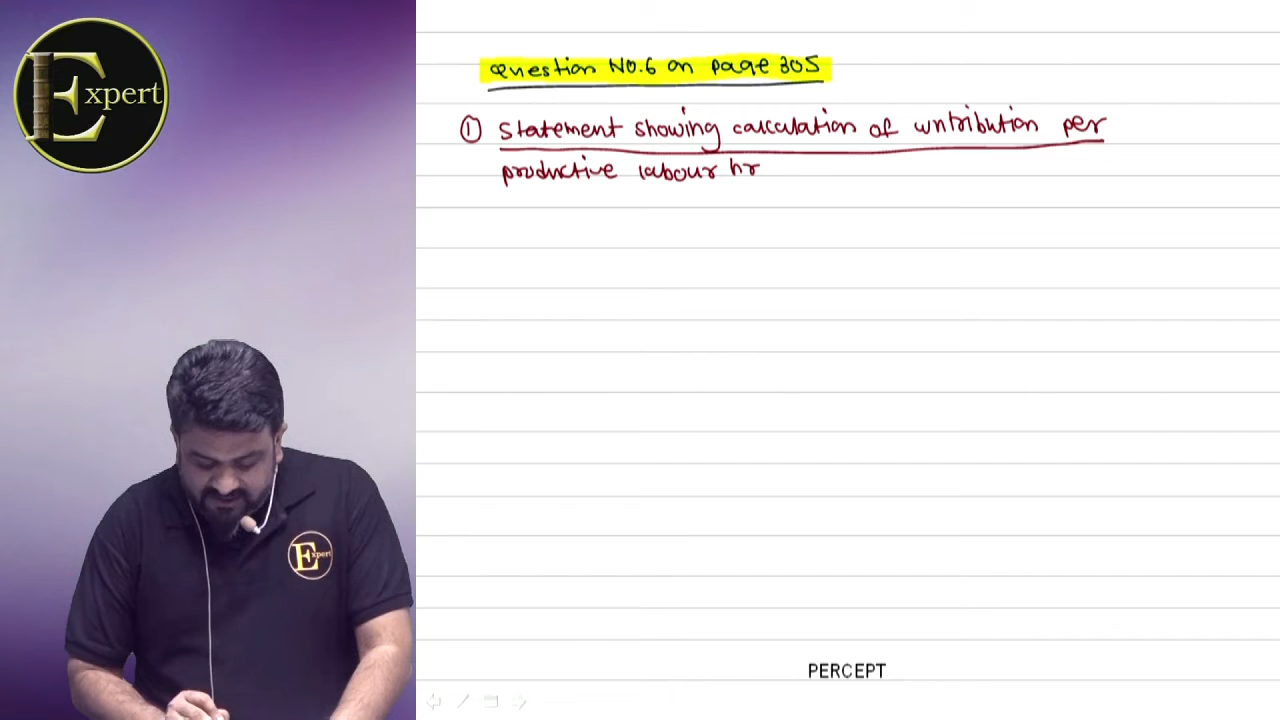 Expert
Question No.6 on page 305
① Statement showing calculation of contribution per
productive labour hr
Expert
PERCEPT